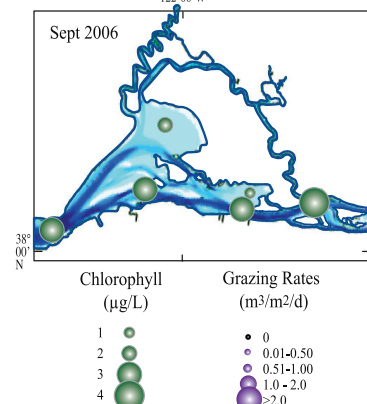 Sept 2006
38°
00'
N
Chlorophyll
(µg/L)
1
2
3
4
Grazing Rates
(m3/m2/d)
0
0.01-0.50
0.51-1.00
1.0 - 2.0
>2.0